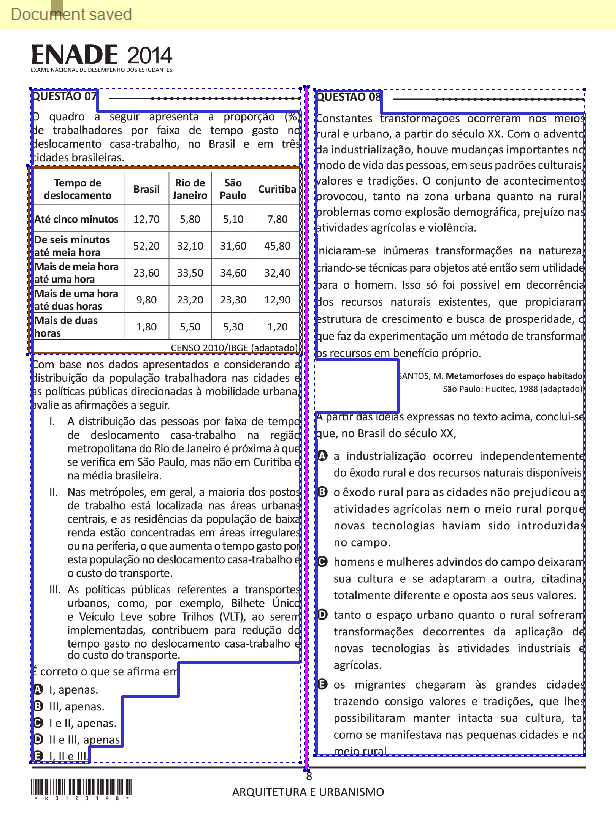 Document saved
ENADE 2014
EXAME NACIONAL DE DESEMPENHO DOS ESTUDANTES
QUESTÃO 07
O quadro a seguir apresenta a proporção (%)
de trabalhadores por faixa de tempo gasto no
deslocamento casa-trabalho, no Brasil e em três
cidades brasileiras.
Tempo de deslocamento Brasil Rio de Janeiro São Paulo Curitiba
Até cinco minutos 12,70 5,80 5,10 7,80
De seis minutos até meia hora 52,20 32,10 31,60 45,80
Mais de meia hora até uma hora 23,60 33,50 34,60 32,40
Mais de uma hora até duas horas 9,80 23,20 23,30 12,90
Mais de duas horas 1,80 5,50 5,30 1,20
CENSO 2010/IBGE (adaptado)
Com base nos dados apresentados e considerando a
distribuição da população trabalhadora nas cidades e
as políticas públicas direcionadas à mobilidade urbana,
avalie as afirmações a seguir.
I. A distribuição das pessoas por faixa de tempo
de deslocamento casa-trabalho na região
metropolitana do Rio de Janeiro é próxima à que
se verifica em São Paulo, mas não em Curitiba e
na média brasileira.
II. Nas metrópoles, em geral, a maioria dos postos
de trabalho está localizada nas áreas urbanas
centrais, e as residências da população de baixa
renda estão concentradas em áreas irregulares
ou na periferia, o que aumenta o tempo gasto por
esta população no deslocamento casa-trabalho e
o custo do transporte.
III. As políticas públicas referentes a transportes
urbanos, como, por exemplo, Bilhete Único
e Veículo Leve sobre Trilhos (VLT), ao serem
implementadas, contribuem para redução do
tempo gasto no deslocamento casa-trabalho e
do custo do transporte.
É correto o que se afirma em
A I, apenas.
B III, apenas.
C I e II, apenas.
D II e III, apenas.
E I, II e III.
QUESTÃO 08
Constantes transformações ocorreram nos meios
rural e urbano, a partir do século XX. Com o advento
da industrialização, houve mudanças importantes no
modo de vida das pessoas, em seus padrões culturais,
valores e tradições. O conjunto de acontecimentos
provocou, tanto na zona urbana quanto na rural,
problemas como explosão demográfica, prejuízo nas
atividades agrícolas e violência.
Iniciaram-se inúmeras transformações na natureza,
criando-se técnicas para objetos até então sem utilidade
para o homem. Isso só foi possível em decorrência
dos recursos naturais existentes, que propiciaram
estrutura de crescimento e busca de prosperidade, o
que faz da experimentação um método de transformar
os recursos em benefício próprio.
SANTOS, M. Metamorfoses do espaço habitado.
São Paulo: Hucitec, 1988 (adaptado).
A partir das ideias expressas no texto acima, conclui-se
que, no Brasil do século XX,
A a industrialização ocorreu independentemente
do êxodo rural e dos recursos naturais disponíveis.
B o êxodo rural para as cidades não prejudicou as
atividades agrícolas nem o meio rural porque
novas tecnologias haviam sido introduzidas
no campo.
C homens e mulheres advindos do campo deixaram
sua cultura e se adaptaram a outra, citadina,
totalmente diferente e oposta aos seus valores.
D tanto o espaço urbano quanto o rural sofreram
transformações decorrentes da aplicação de
novas tecnologias às atividades industriais e
agrícolas.
E os migrantes chegaram às grandes cidades
trazendo consigo valores e tradições, que lhes
possibilitaram manter intacta sua cultura, tal
como se manifestava nas pequenas cidades e no
meio rural.
8
ARQUITETURA E URBANISMO